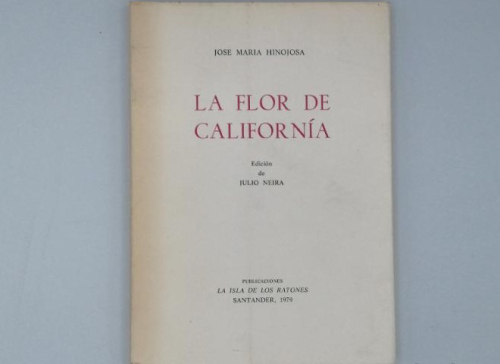 JOSE MARIA HINOJOSA
LA FLOR DE
CALIFORNÍA
Edición
de
JULIO NEIRA
PUBLICACIONES
LA ISLA DE LOS RATONES
SANTANDER, 1979